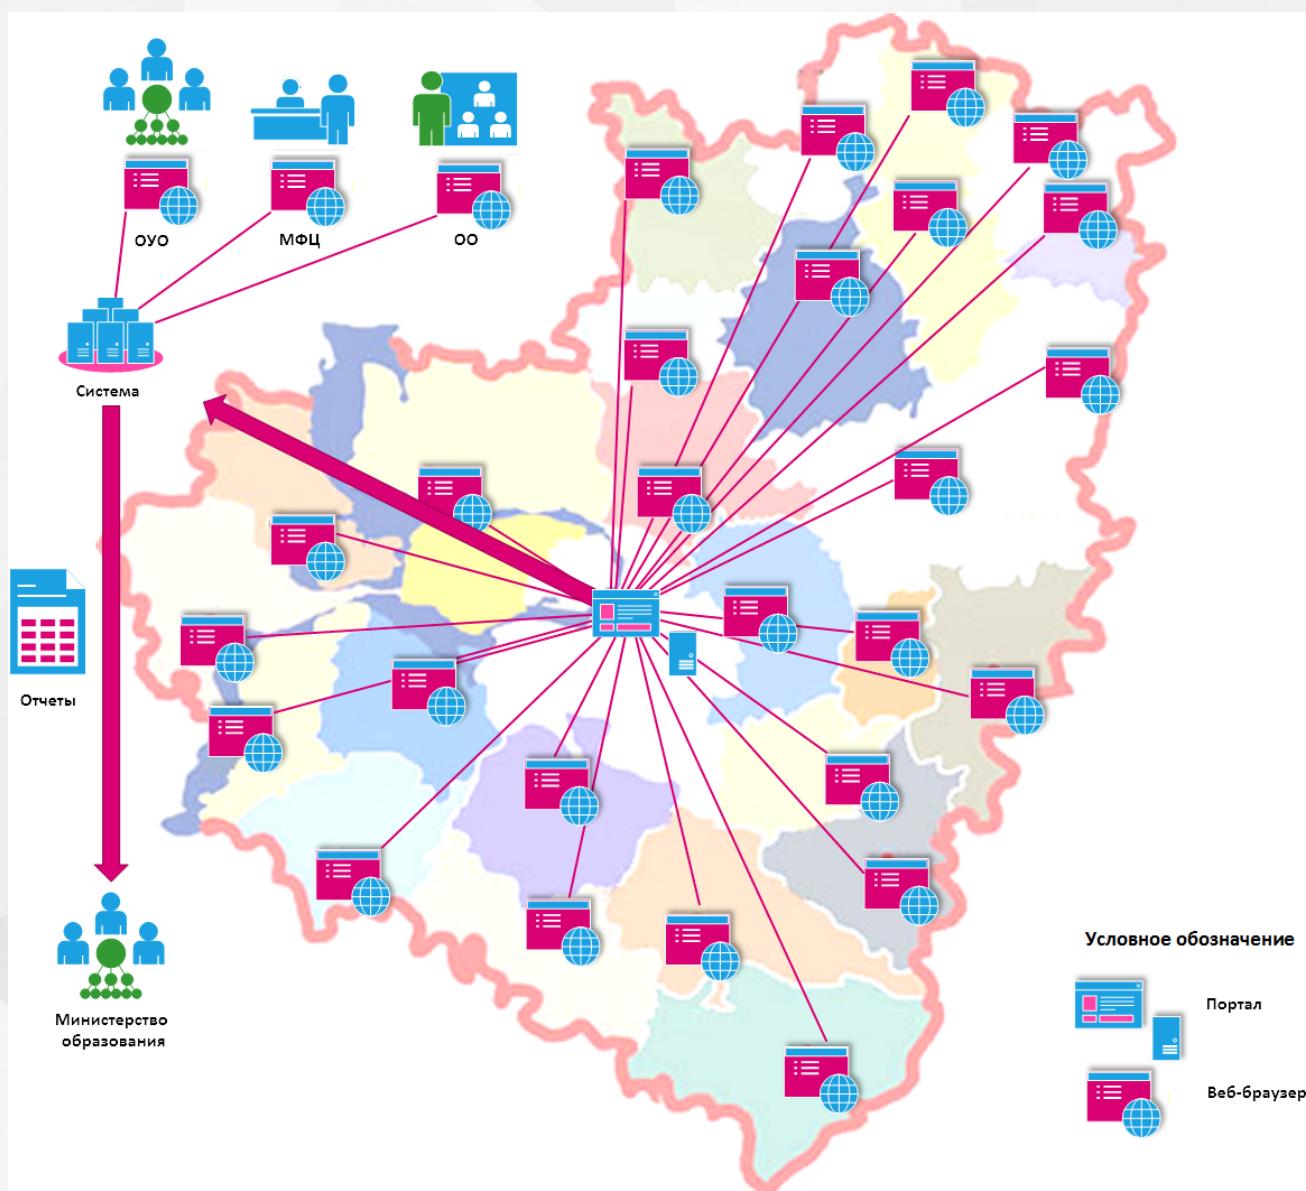 ОУО
МФЦ
ОО
Система
Отчеты
Министерство
образования
Условное обозначение
Портал
Веб-браузер